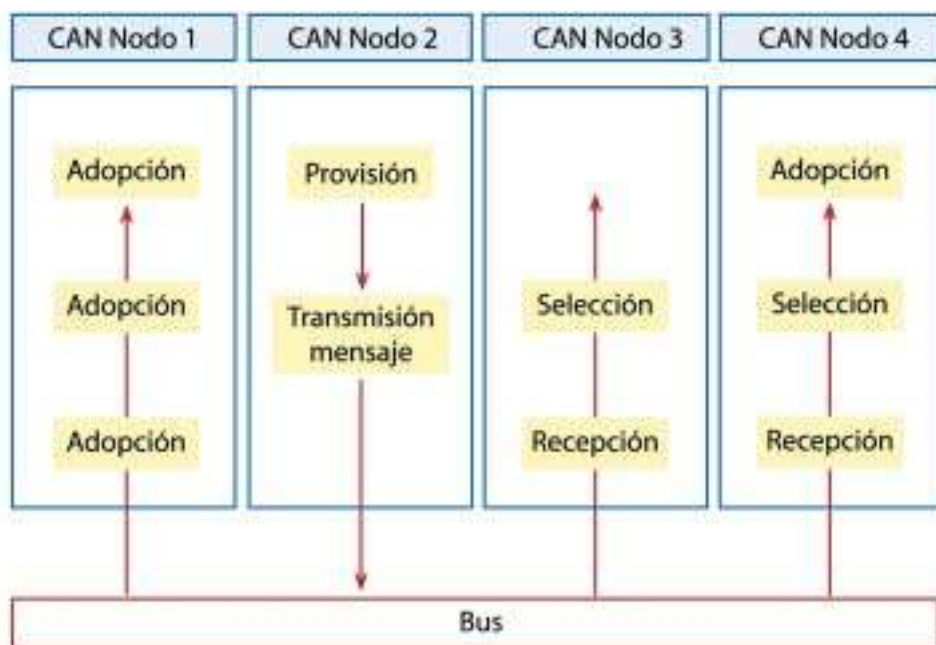 CAN Nodo 1
CAN Nodo 2
CAN Nodo 3
CAN Nodo 4
Adopción
Provisión
Adopción
Adopción
Transmisión
mensaje
Selección
Selección
Adopción
Recepción
Recepción
Bus